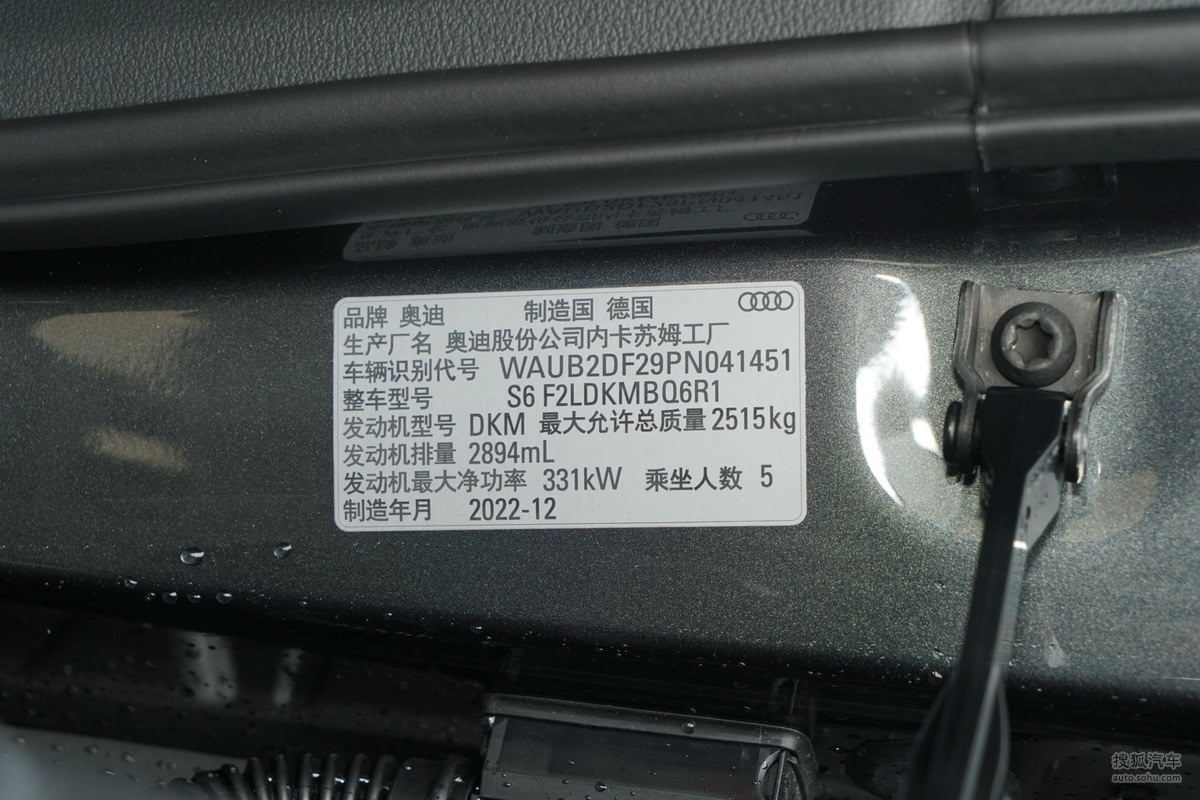 品牌 奥迪 制造国 德国
生产厂名 奥迪股份公司内卡苏姆工厂
车辆识别代号 WAUB2DF29PN041451
整车型号 S6 F2LDKMBQ6R1
发动机型号 DKM 最大允许总质量 2515kg
发动机排量 2894mL
发动机最大净功率 331kW 乘坐人数 5
制造年月 2022-12
搜狐汽车
auto.sohu.com